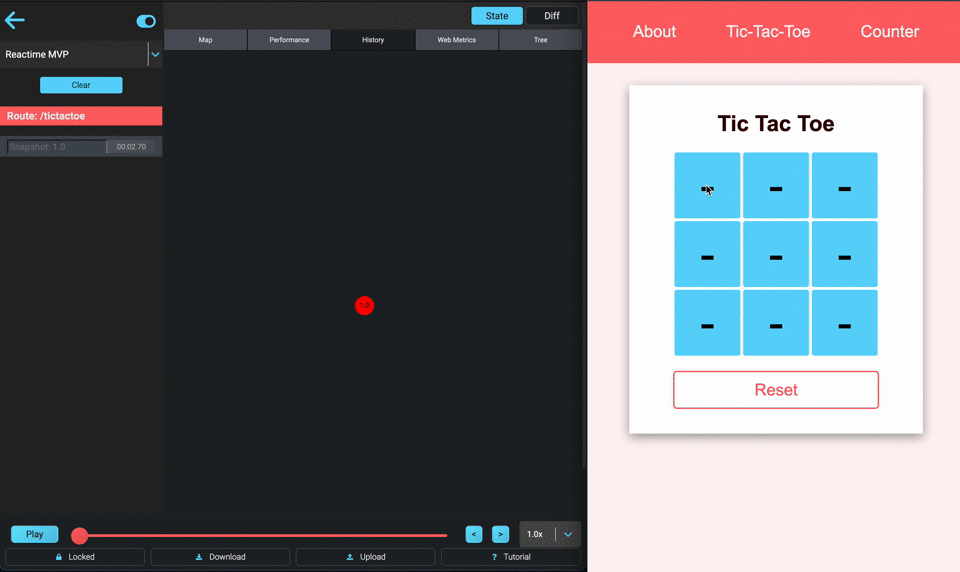 State Diff
Map Performance History Web Metrics Tree
Reactime MVP
Clear
Route: /tictactoe
Snapshot: 1.0 00:02.70
1.0
Play < > 1.0x
Locked Download Upload ? Tutorial
About Tic-Tac-Toe Counter
Tic Tac Toe
- - -
- - -
- - -
Reset